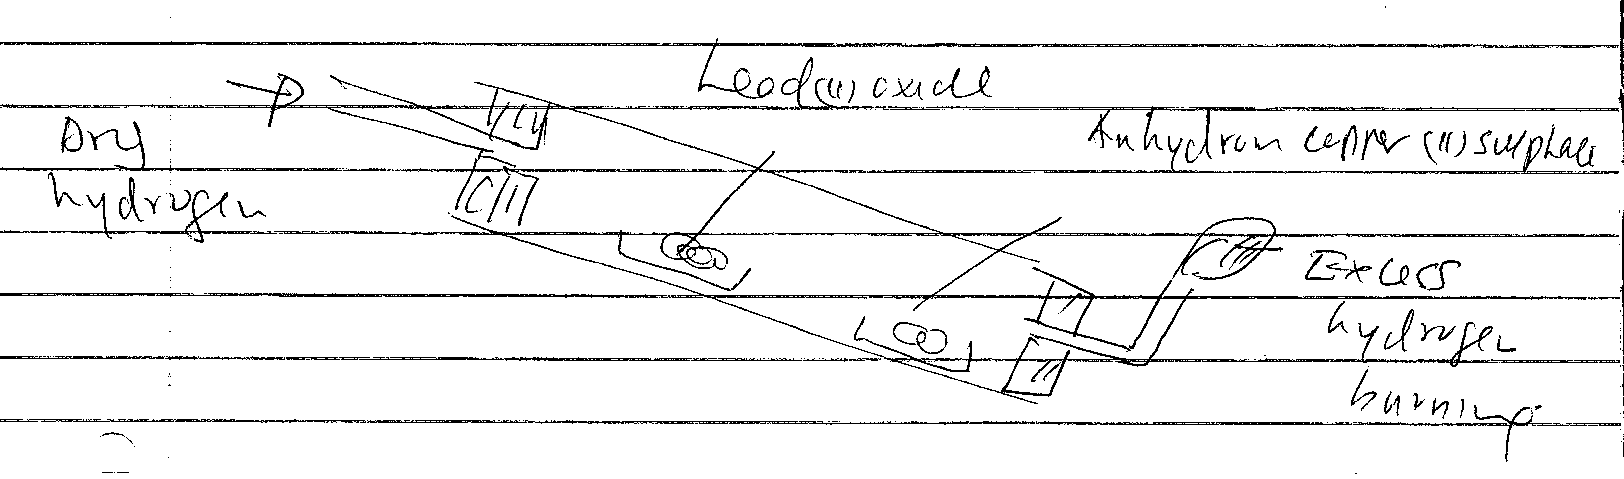 Lead(II) oxide
Anhydrous copper (II) sulphate
Dry
hydrogen
Excess
hydrogen
burning